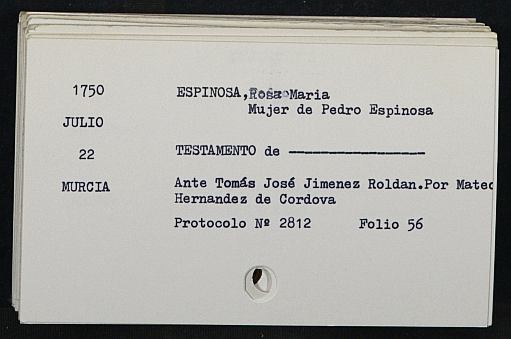 1750
ESPINOSA, Rosa Maria
Mujer de Pedro Espinosa
JULIO
22
TESTAMENTO de
MURCIA
Ante Tomás José Jimenez Roldan.Por Mateo
Hernandez de Cordova
Protocolo Nº 2812 Folio 56